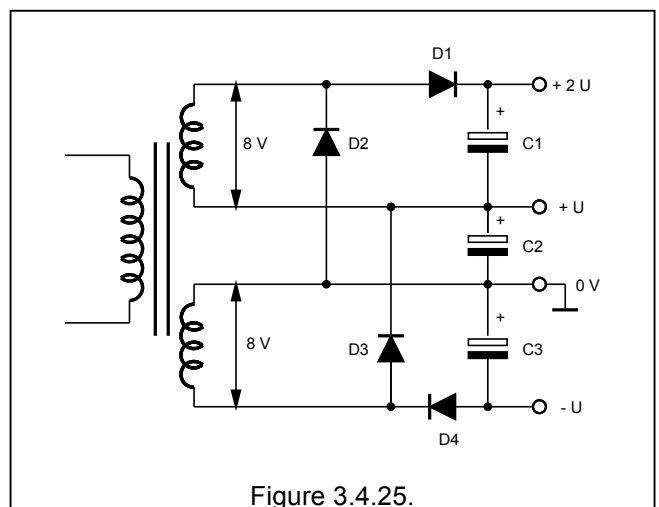 D1
+ 2 U
+
8 V
D2
C1
+ U
+
C2
0 V
+
8 V
D3
C3
- U
D4
Figure 3.4.25.